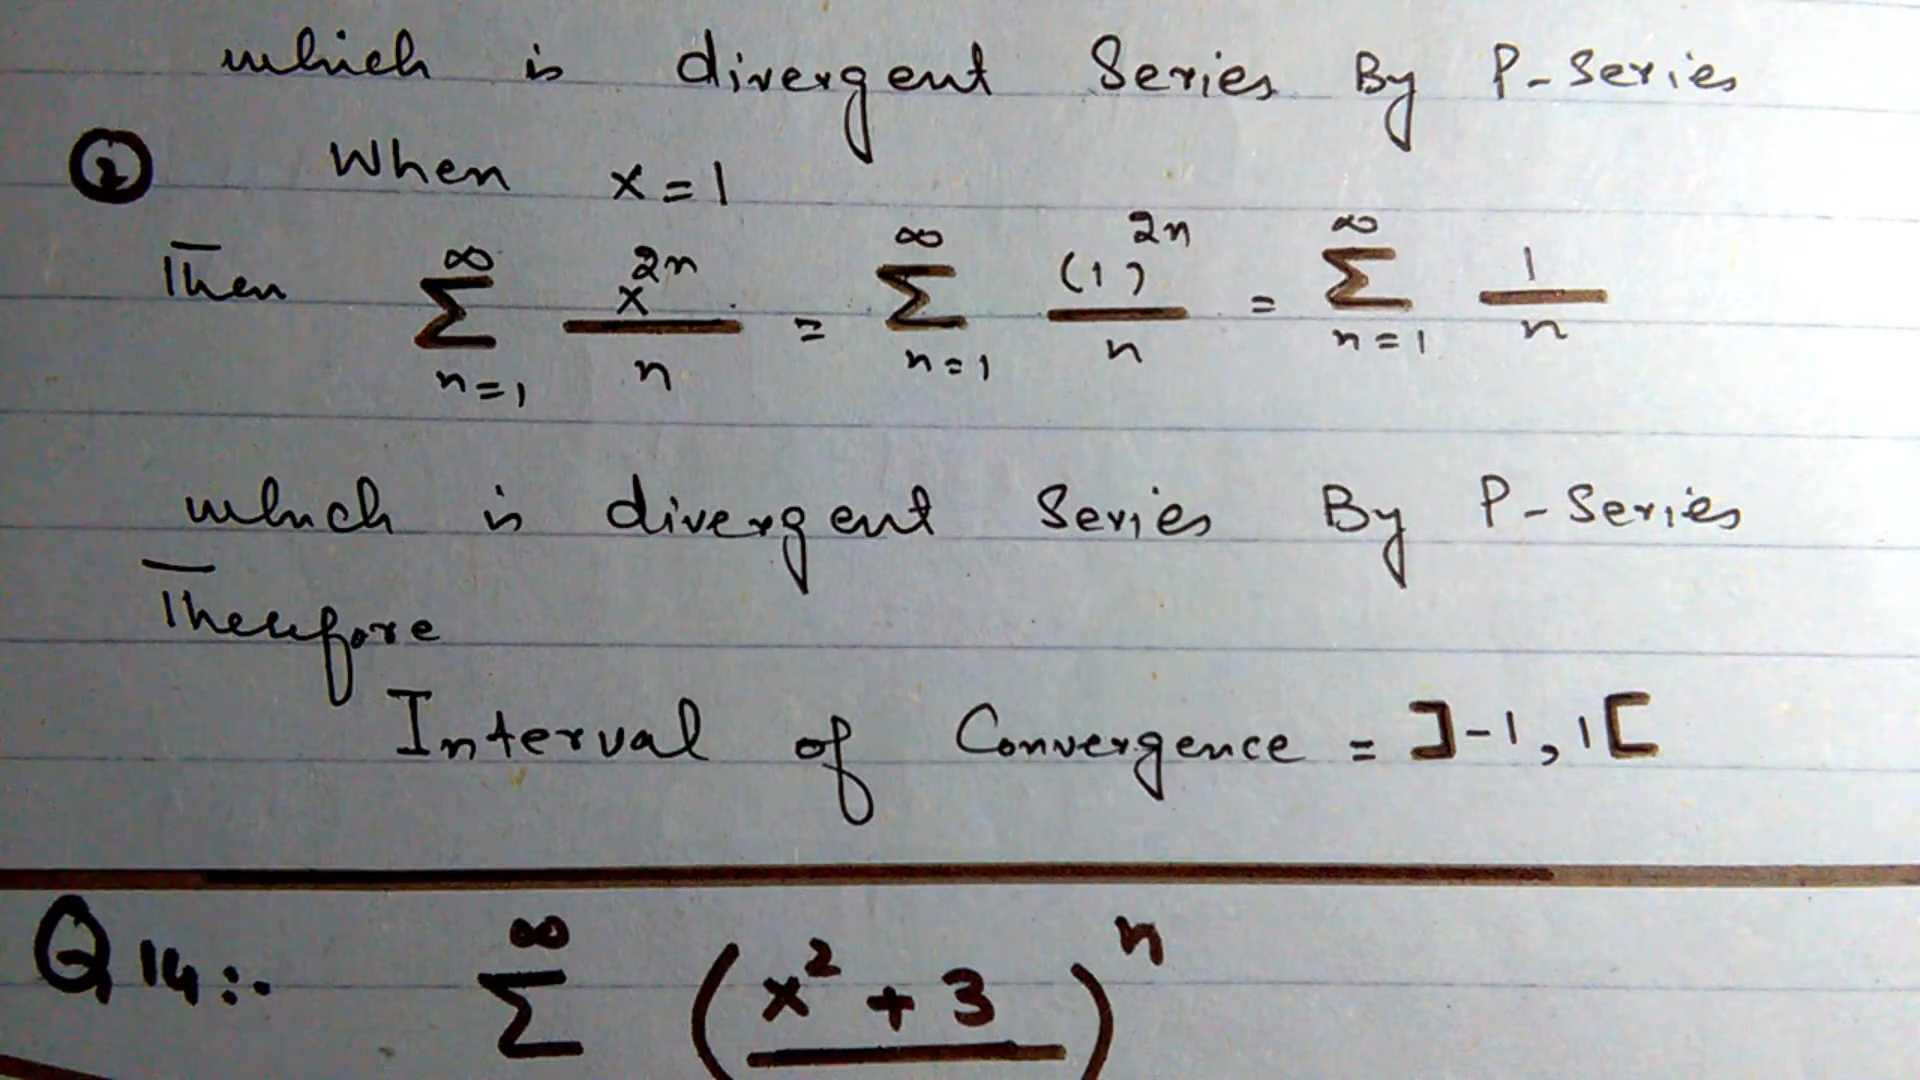 which is divergent Series By P-Series
② When x=1
Then ∑_{n=1}^{∞} x^{2n}/n = ∑_{n=1}^{∞} (1)^{2n}/n = ∑_{n=1}^{∞} 1/n
which is divergent Series By P-Series
Therefore
Interval of Convergence = ]-1,1[
Q14:- ∑^{∞} (x²+3)^n